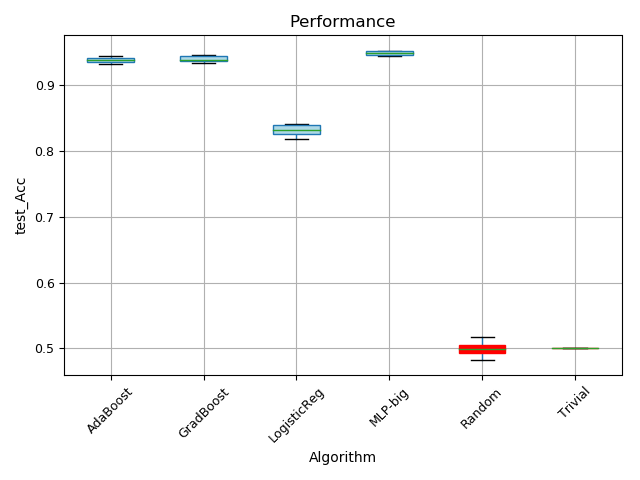 Performance
test_Acc
0.9
0.8
0.7
0.6
0.5
AdaBoost
GradBoost
LogisticReg
MLP-big
Random
Trivial
Algorithm